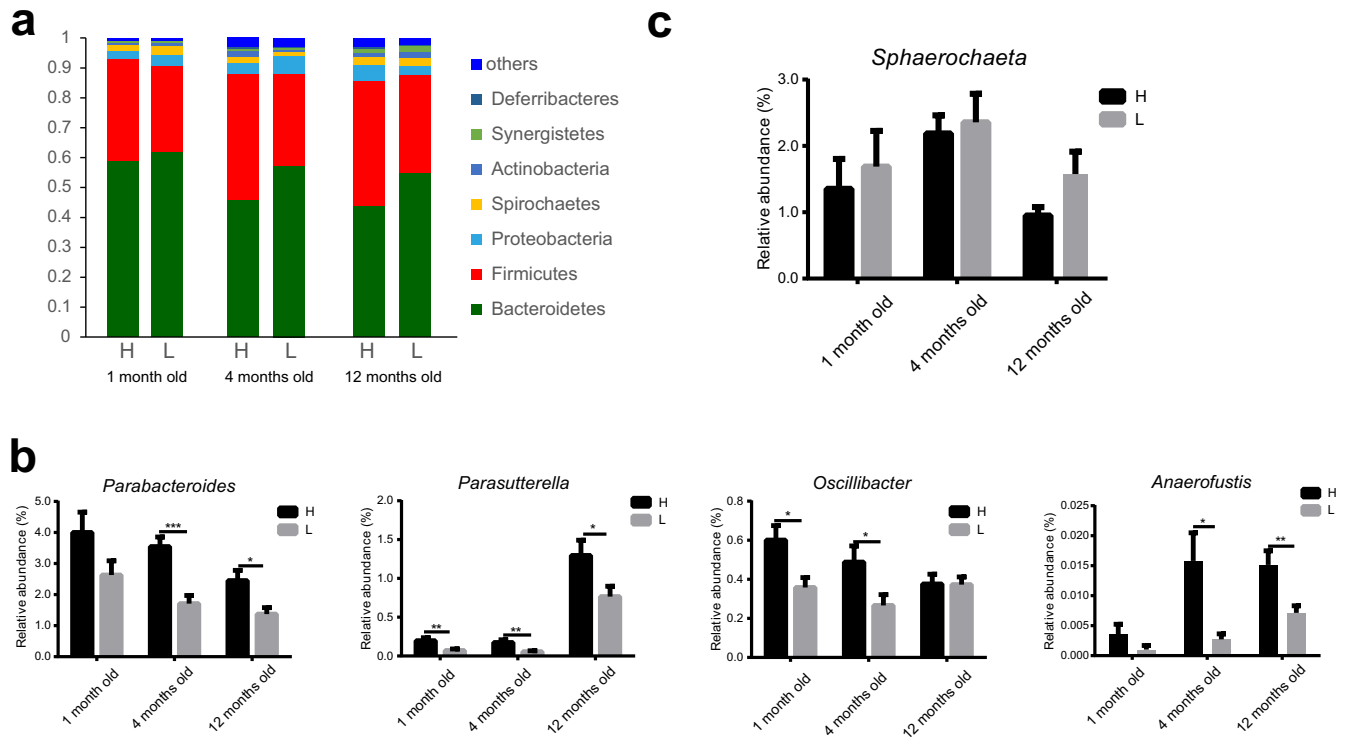 a
1
0.9
0.8
0.7
0.6
0.5
0.4
0.3
0.2
0.1
0
H L H L H L
1 month old 4 months old 12 months old
others
Deferribacteres
Synergistetes
Actinobacteria
Spirochaetes
Proteobacteria
Firmicutes
Bacteroidetes
c
Sphaerochaeta
Relative abundance (%)
3.0
2.0
1.0
0.0
H
L
1 month old
4 months old
12 months old
b
Parabacteroides
Relative abundance (%)
5.0
4.0
3.0
2.0
1.0
0.0
***
*
H
L
1 month old
4 months old
12 months old
Parasutterella
Relative abundance (%)
2.0
1.5
1.0
0.5
0.0
**
**
*
H
L
1 month old
4 months old
12 months old
Oscillibacter
Relative abundance (%)
0.8
0.6
0.4
0.2
0.0
*
*
H
L
1 month old
4 months old
12 months old
Anaerofustis
Relative abundance (%)
0.025
0.020
0.015
0.010
0.005
0.000
*
**
H
L
1 month old
4 months old
12 months old